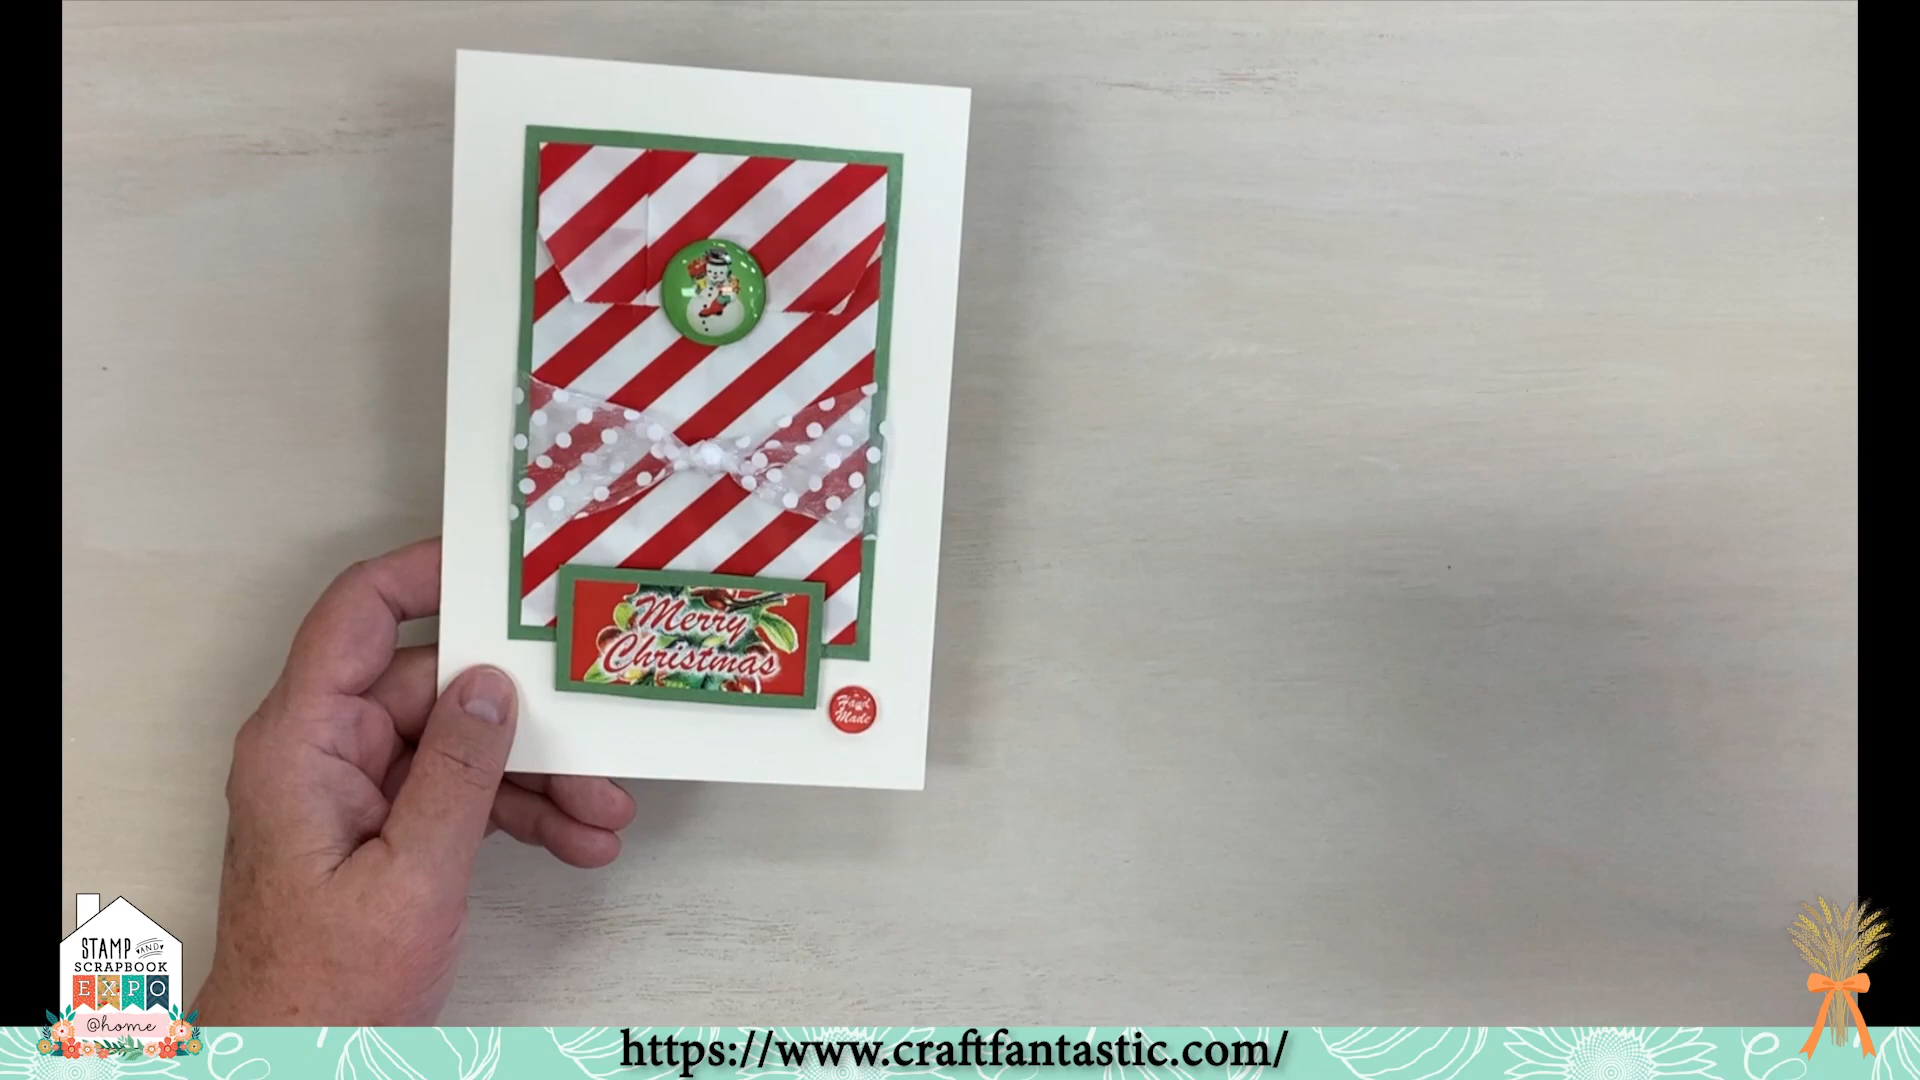 Merry
Christmas
Hand
Made
STAMP AND
SCRAPBOOK
EXPO
@home
https://www.craftfantastic.com/